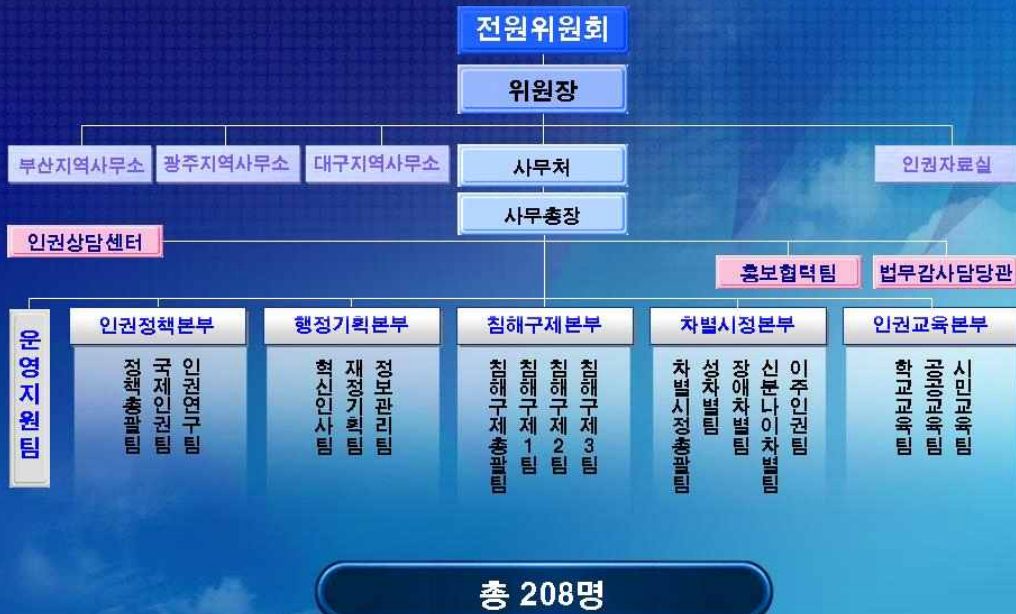 전원위원회
위원장
부산지역사무소
광주지역사무소
대구지역사무소
사무처
인권자료실
사무총장
인권상담센터
홍보협력팀
법무감사담당관
운영지원팀
인권정책본부
정책총괄팀
국제인권팀
인권연구팀
행정기획본부
혁신인사팀
재정기획팀
정보관리팀
침해구제본부
침해구제총괄팀
침해구제1팀
침해구제2팀
침해구제3팀
차별시정본부
차별시정총괄팀
성차별팀
장애차별팀
신분나이차별팀
이주인권팀
인권교육본부
학교교육팀
공공교육팀
시민교육팀
총 208명